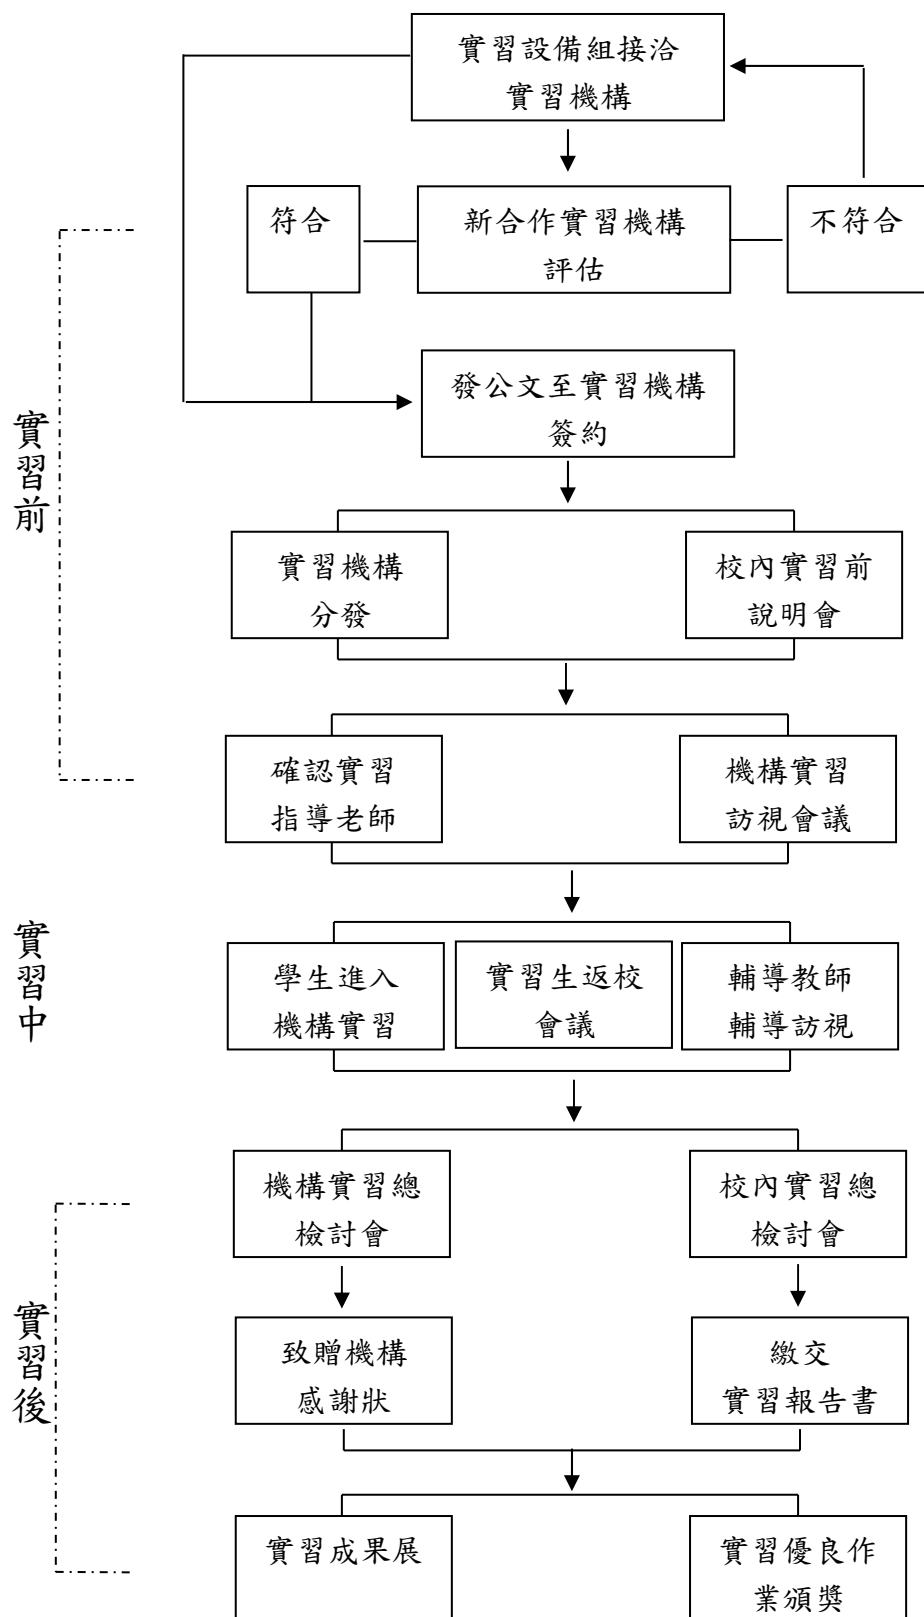 實習設備組接洽
實習機構
符合
新合作實習機構
評估
不符合
發公文至實習機構
簽約
實習前
實習機構
分發
校內實習前
說明會
確認實習
指導老師
機構實習
訪視會議
實習中
學生進入
機構實習
實習生返校
會議
輔導教師
輔導訪視
機構實習總
檢討會
校內實習總
檢討會
實習後
致贈機構
感謝狀
繳交
實習報告書
實習成果展
實習優良作
業頒獎